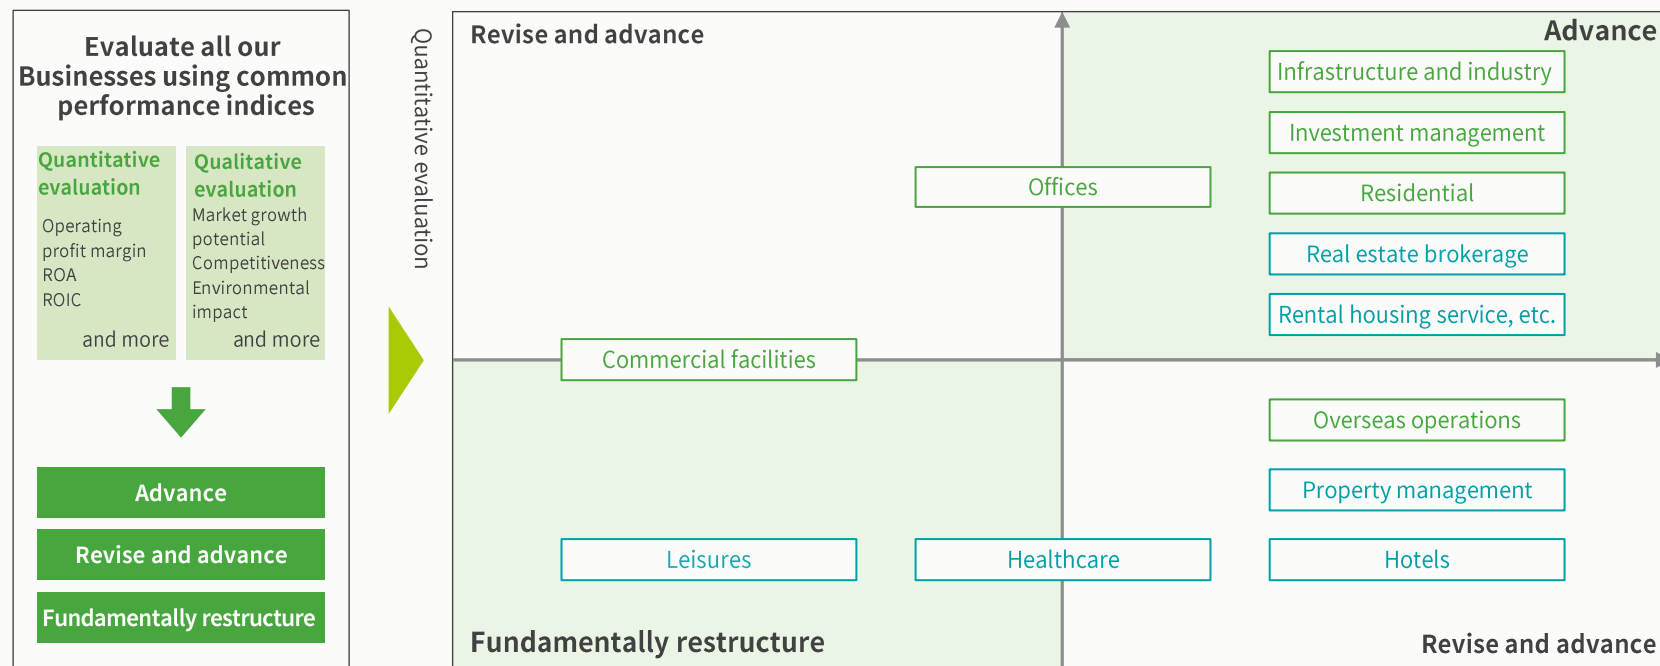 Evaluate all our
Businesses using common
performance indices
Quantitative
evaluation
Operating
profit margin
ROA
ROIC
and more
Qualitative
evaluation
Market growth
potential
Competitiveness
Environmental
impact
and more
Advance
Revise and advance
Fundamentally restructure
Quantitative evaluation
Revise and advance
Advance
Infrastructure and industry
Investment management
Offices
Residential
Real estate brokerage
Rental housing service, etc.
Commercial facilities
Overseas operations
Property management
Leisures
Healthcare
Hotels
Fundamentally restructure
Revise and advance